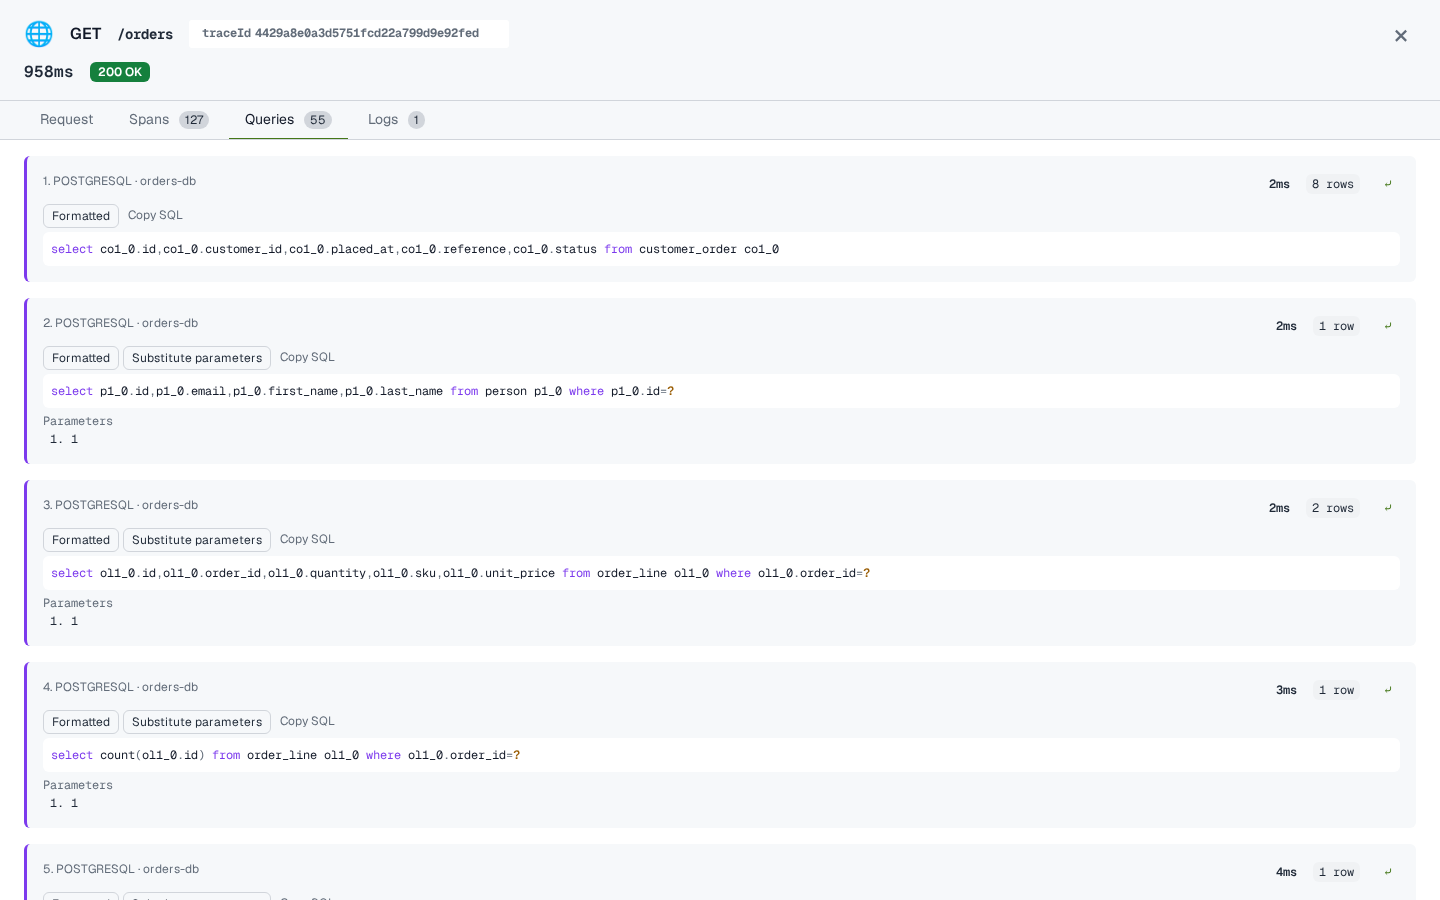 GET /orders traceId 4429a8e0a3d5751fcd22a799d9e92fed
958ms 200 OK
Request Spans 127 Queries 55 Logs 1
1. POSTGRESQL · orders-db 2ms 8 rows
Formatted Copy SQL
select co1_0.id,co1_0.customer_id,co1_0.placed_at,co1_0.reference,co1_0.status from customer_order co1_0
2. POSTGRESQL · orders-db 2ms 1 row
Formatted Substitute parameters Copy SQL
select p1_0.id,p1_0.email,p1_0.first_name,p1_0.last_name from person p1_0 where p1_0.id=?
Parameters
1. 1
3. POSTGRESQL · orders-db 2ms 2 rows
Formatted Substitute parameters Copy SQL
select ol1_0.id,ol1_0.order_id,ol1_0.quantity,ol1_0.sku,ol1_0.unit_price from order_line ol1_0 where ol1_0.order_id=?
Parameters
1. 1
4. POSTGRESQL · orders-db 3ms 1 row
Formatted Substitute parameters Copy SQL
select count(ol1_0.id) from order_line ol1_0 where ol1_0.order_id=?
Parameters
1. 1
5. POSTGRESQL · orders-db 4ms 1 row